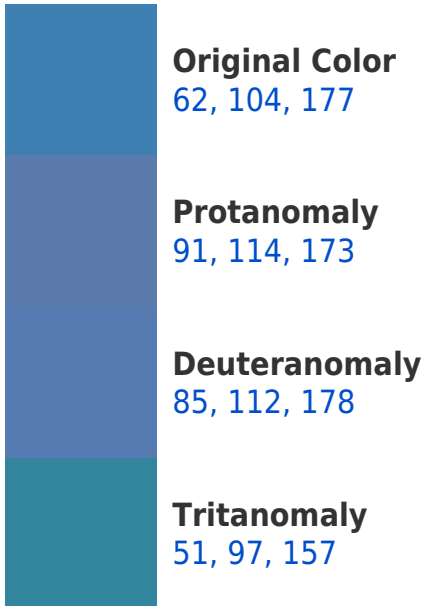 Original Color
62, 104, 177
Protanomaly
91, 114, 173
Deuteranomaly
85, 112, 178
Tritanomaly
51, 97, 157